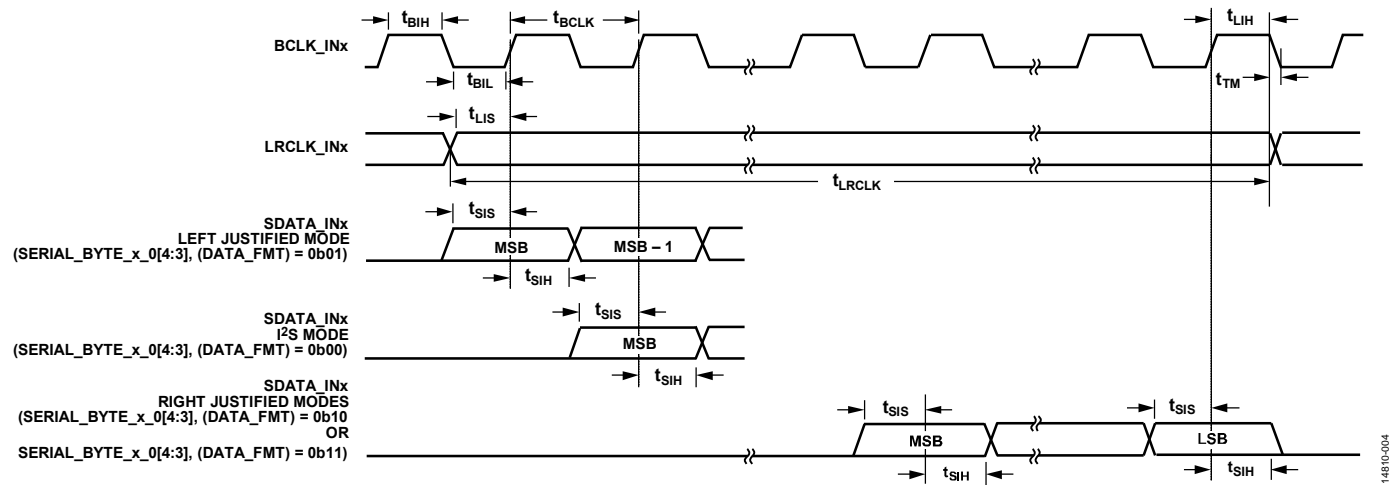 tBIH
tBCLK
tLIH
BCLK_INx
tBIL
tTM
tLIS
LRCLK_INx
tLRCLK
tSIS
SDATA_INx
LEFT JUSTIFIED MODE
(SERIAL_BYTE_x_0[4:3], (DATA_FMT) = 0b01)
MSB
MSB – 1
tSIH
tSIS
SDATA_INx
I2S MODE
(SERIAL_BYTE_x_0[4:3], (DATA_FMT) = 0b00)
MSB
tSIH
SDATA_INx
RIGHT JUSTIFIED MODES
(SERIAL_BYTE_x_0[4:3], (DATA_FMT) = 0b10
OR
SERIAL_BYTE_x_0[4:3], (DATA_FMT) = 0b11)
tSIS
tSIS
MSB
LSB
tSIH
tSIH
14810-004